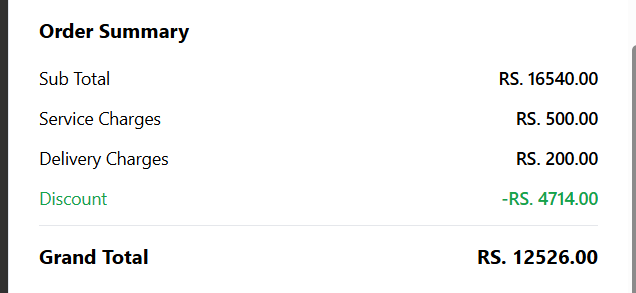 Order Summary
Sub Total RS. 16540.00
Service Charges RS. 500.00
Delivery Charges RS. 200.00
Discount -RS. 4714.00
Grand Total RS. 12526.00